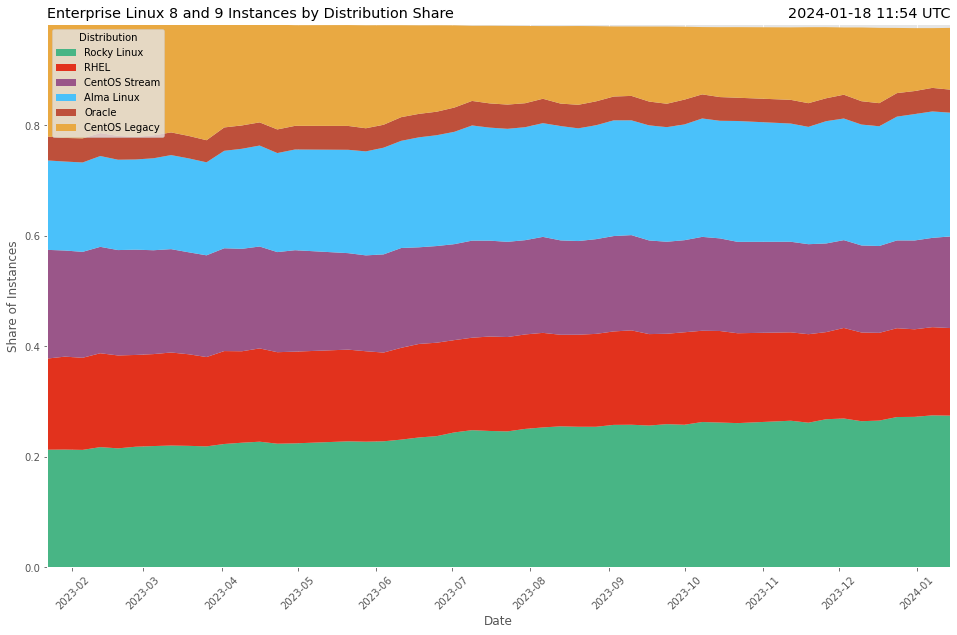 Enterprise Linux 8 and 9 Instances by Distribution Share
2024-01-18 11:54 UTC
Distribution
Rocky Linux
RHEL
CentOS Stream
Alma Linux
Oracle
CentOS Legacy
Share of Instances
0.8
0.6
0.4
0.2
0.0
2023-02
2023-03
2023-04
2023-05
2023-06
2023-07
2023-08
2023-09
2023-10
2023-11
2023-12
2024-01
Date